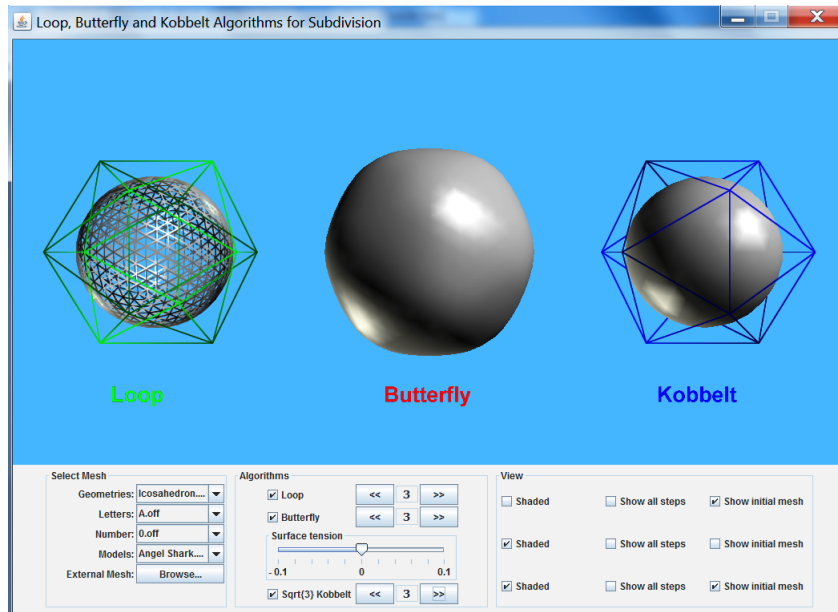 Loop, Butterfly and Kobbelt Algorithms for Subdivision
Loop
Butterfly
Kobbelt
Select Mesh
Geometries: Icosahedron....
Letters: A.off
Number: 0.off
Models: Angel Shark....
External Mesh: Browse...
Algorithms
Loop << 3 >>
Butterfly << 3 >>
Surface tension
- 0.1 0 0.1
Sqrt{3} Kobbelt << 3 >>
View
Shaded Show all steps Show initial mesh
Shaded Show all steps Show initial mesh
Shaded Show all steps Show initial mesh